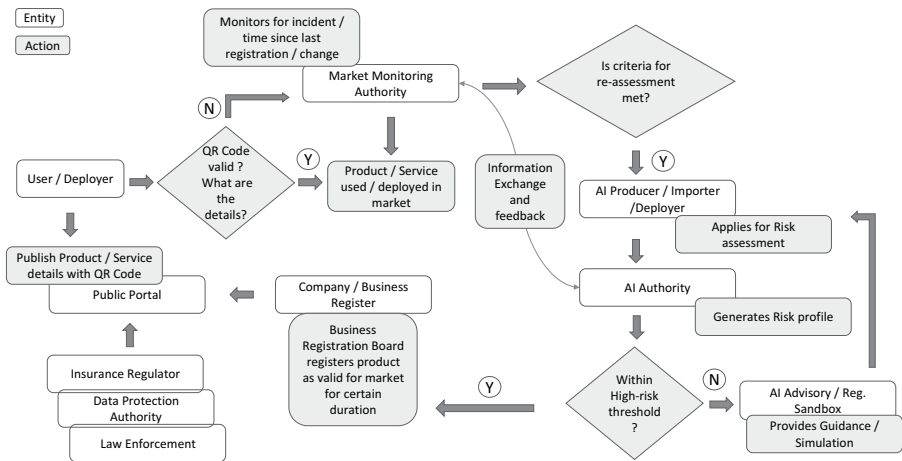 Entity
Action
Monitors for incident /
time since last
registration / change
Market Monitoring
Authority
Is criteria for
re-assessment
met?
N
QR Code
valid ?
What are
the
details?
Y
User / Deployer
Product / Service
used / deployed in
market
Information
Exchange
and
feedback
Y
AI Producer / Importer
/Deployer
Applies for Risk
assessment
Publish Product / Service
details with QR Code
Public Portal
Company / Business
Register
AI Authority
Generates Risk profile
Business
Registration Board
registers product
as valid for market
for certain
duration
Insurance Regulator
Data Protection
Authority
Law Enforcement
Y
Within
High-risk
threshold
?
N
AI Advisory / Reg.
Sandbox
Provides Guidance /
Simulation